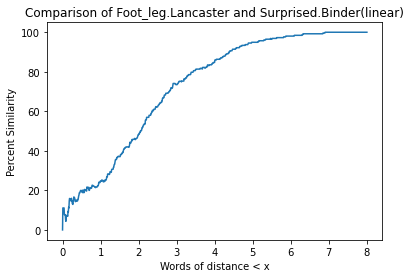 Comparison of Foot_leg.Lancaster and Surprised.Binder(linear)
100
80
60
40
20
0
Percent Similarity
0 1 2 3 4 5 6 7 8
Words of distance < x